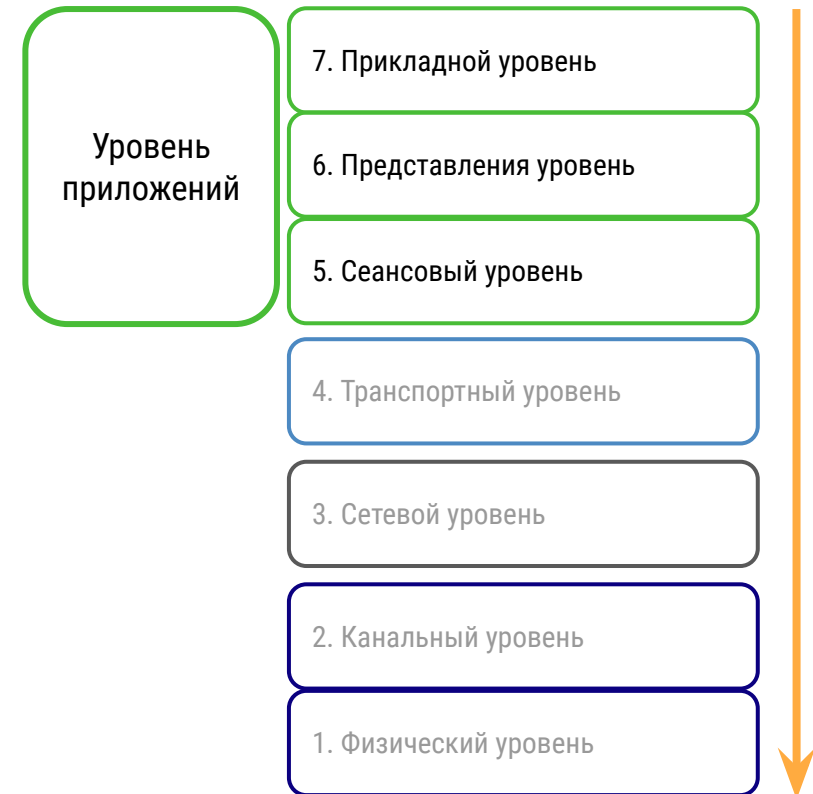 Уровень
приложений
7. Прикладной уровень
6. Представления уровень
5. Сеансовый уровень
4. Транспортный уровень
3. Сетевой уровень
2. Канальный уровень
1. Физический уровень